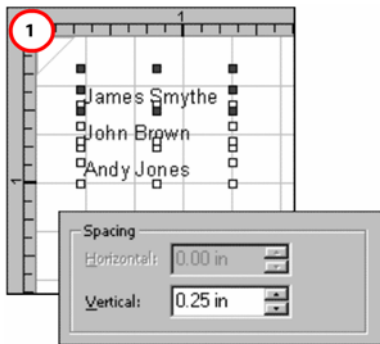 1
1
James Smythe
John Brown
Andy Jones
1
Spacing
Horizontal: 0.00 in
Vertical: 0.25 in